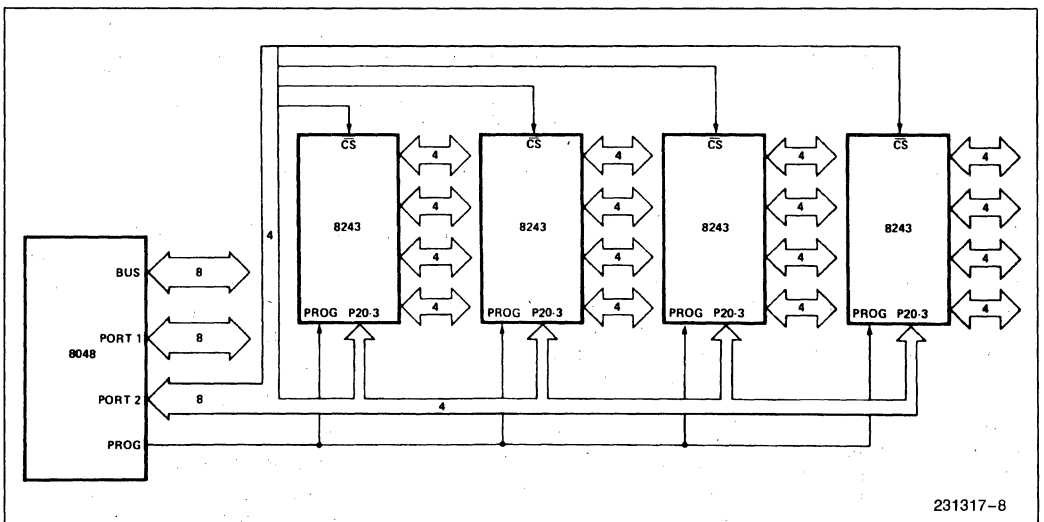 CS CS CS CS
4 4 4 4
4 4 4 4
8243 8243 8243 8243
4
4 4 4 4
BUS 8
4 4 4 4
PROG P20-3 PROG P20-3 PROG P20-3 PROG P20-3
PORT 1 8
8048
PORT 2 8 4
PROG
231317-8